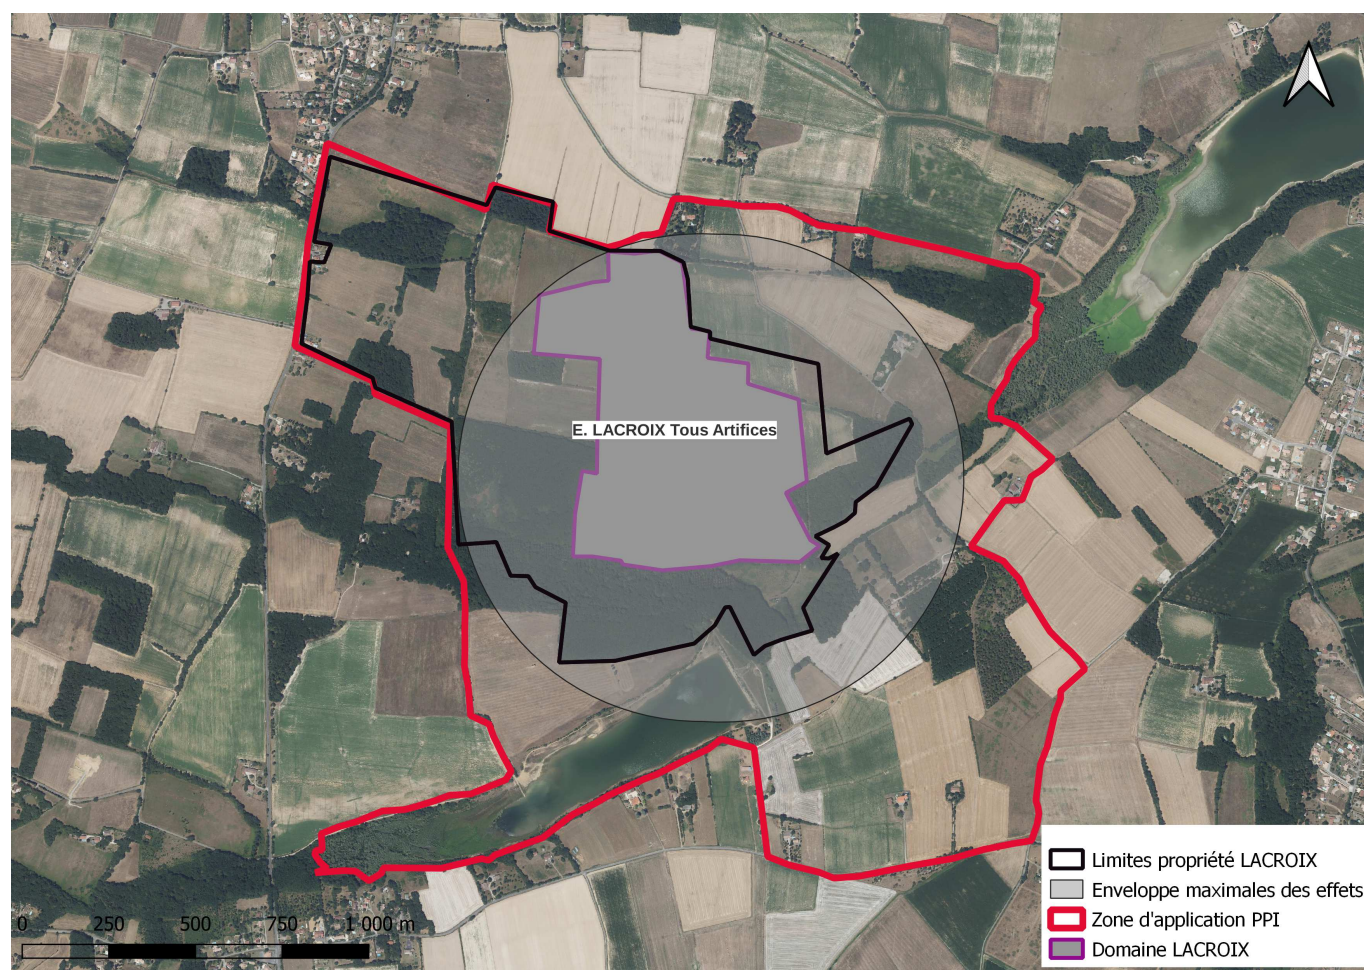 E. LACROIX Tous Artifices
Limites propriété LACROIX
Enveloppe maximales des effets
Zone d'application PPI
Domaine LACROIX
0 250 500 750 1 000 m